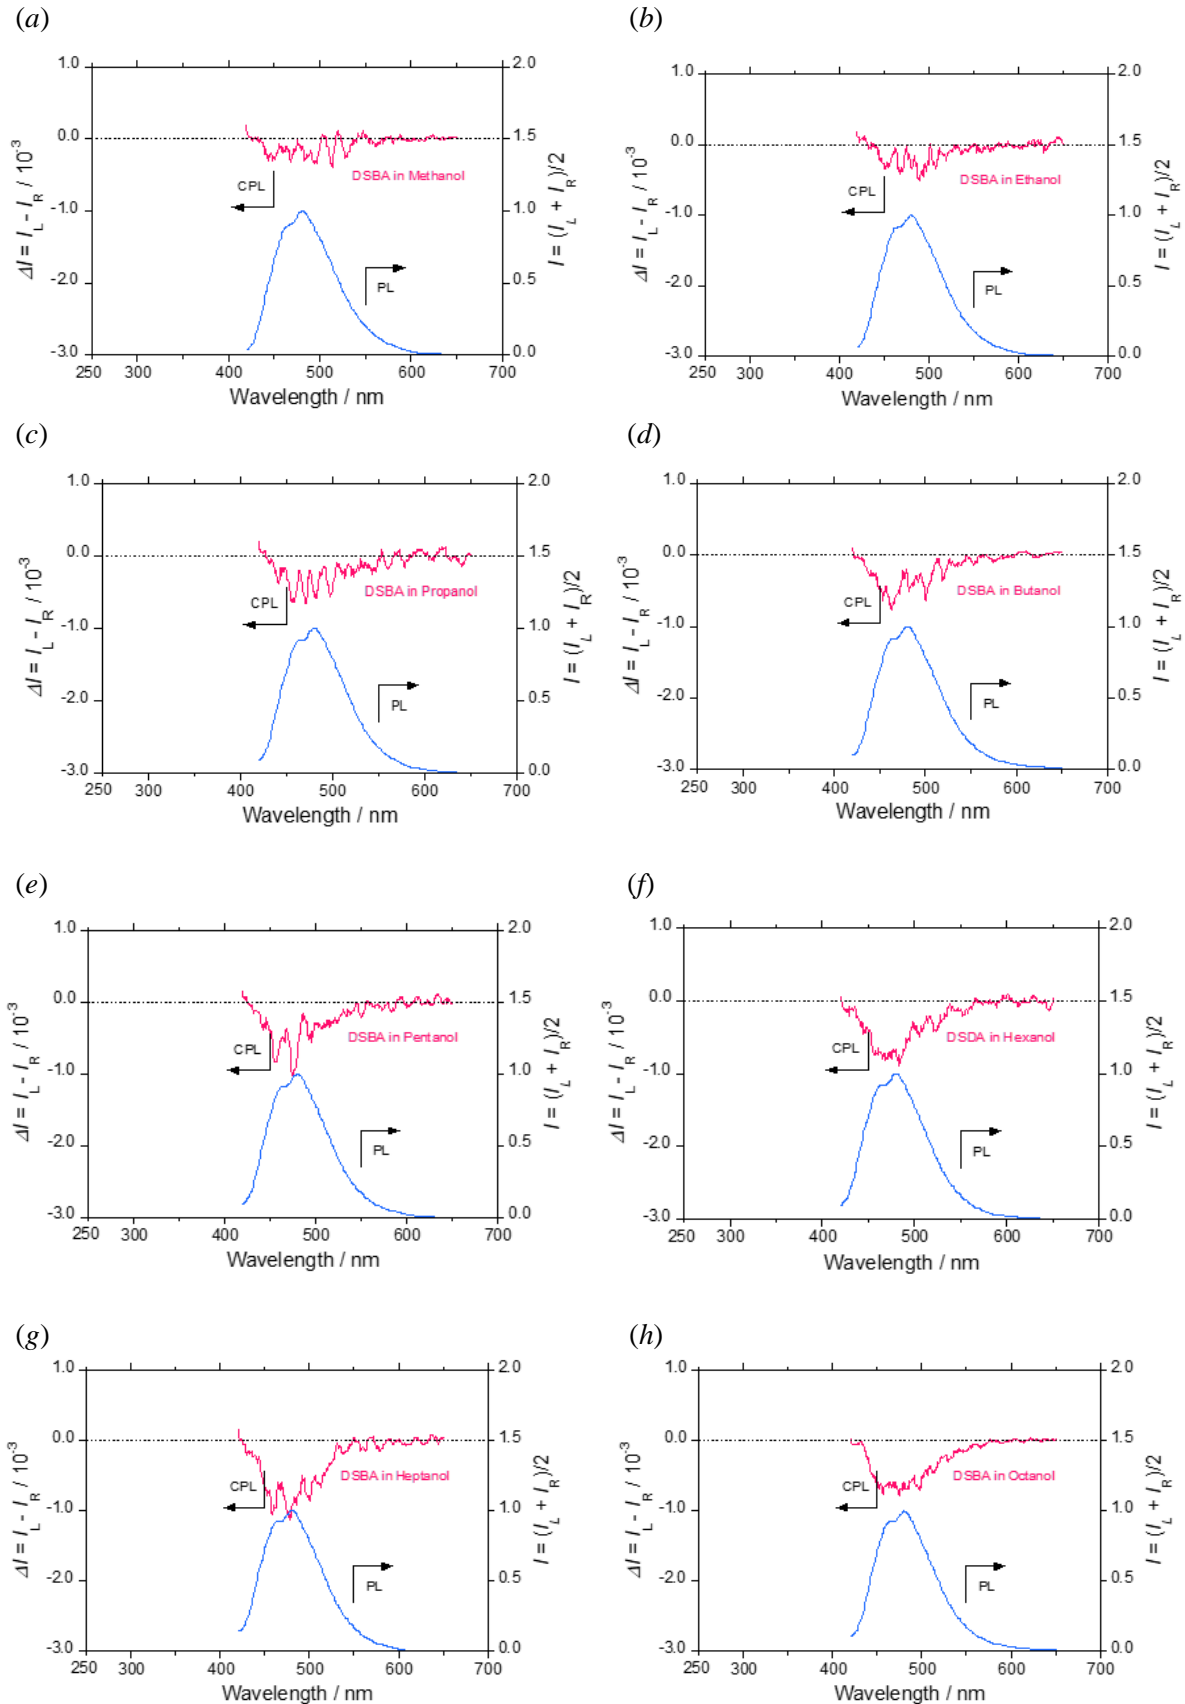 (a)
1.0
0.0
-1.0
-2.0
-3.0
2.0
1.5
1.0
0.5
0.0
250 300 400 500 600 700
ΔI = I_L - I_R / 10^-3
I = (I_L + I_R)/2
DSBA in Methanol
CPL
PL
Wavelength / nm
(b)
1.0
0.0
-1.0
-2.0
-3.0
2.0
1.5
1.0
0.5
0.0
250 300 400 500 600 700
ΔI = I_L - I_R / 10^-3
I = (I_L + I_R)/2
DSBA in Ethanol
CPL
PL
Wavelength / nm
(c)
1.0
0.0
-1.0
-2.0
-3.0
2.0
1.5
1.0
0.5
0.0
250 300 400 500 600 700
ΔI = I_L - I_R / 10^-3
I = (I_L + I_R)/2
DSBA in Propanol
CPL
PL
Wavelength / nm
(d)
1.0
0.0
-1.0
-2.0
-3.0
2.0
1.5
1.0
0.5
0.0
250 300 400 500 600 700
ΔI = I_L - I_R / 10^-3
I = (I_L + I_R)/2
DSBA in Butanol
CPL
PL
Wavelength / nm
(e)
1.0
0.0
-1.0
-2.0
-3.0
2.0
1.5
1.0
0.5
0.0
250 300 400 500 600 700
ΔI = I_L - I_R / 10^-3
I = (I_L + I_R)/2
DSBA in Pentanol
CPL
PL
Wavelength / nm
(f)
1.0
0.0
-1.0
-2.0
-3.0
2.0
1.5
1.0
0.5
0.0
250 300 400 500 600 700
ΔI = I_L - I_R / 10^-3
I = (I_L + I_R)/2
DSDA in Hexanol
CPL
PL
Wavelength / nm
(g)
1.0
0.0
-1.0
-2.0
-3.0
2.0
1.5
1.0
0.5
0.0
250 300 400 500 600 700
ΔI = I_L - I_R / 10^-3
I = (I_L + I_R)/2
DSBA in Heptanol
CPL
PL
Wavelength / nm
(h)
1.0
0.0
-1.0
-2.0
-3.0
2.0
1.5
1.0
0.5
0.0
250 300 400 500 600 700
ΔI = I_L - I_R / 10^-3
I = (I_L + I_R)/2
DSBA in Octanol
CPL
PL
Wavelength / nm